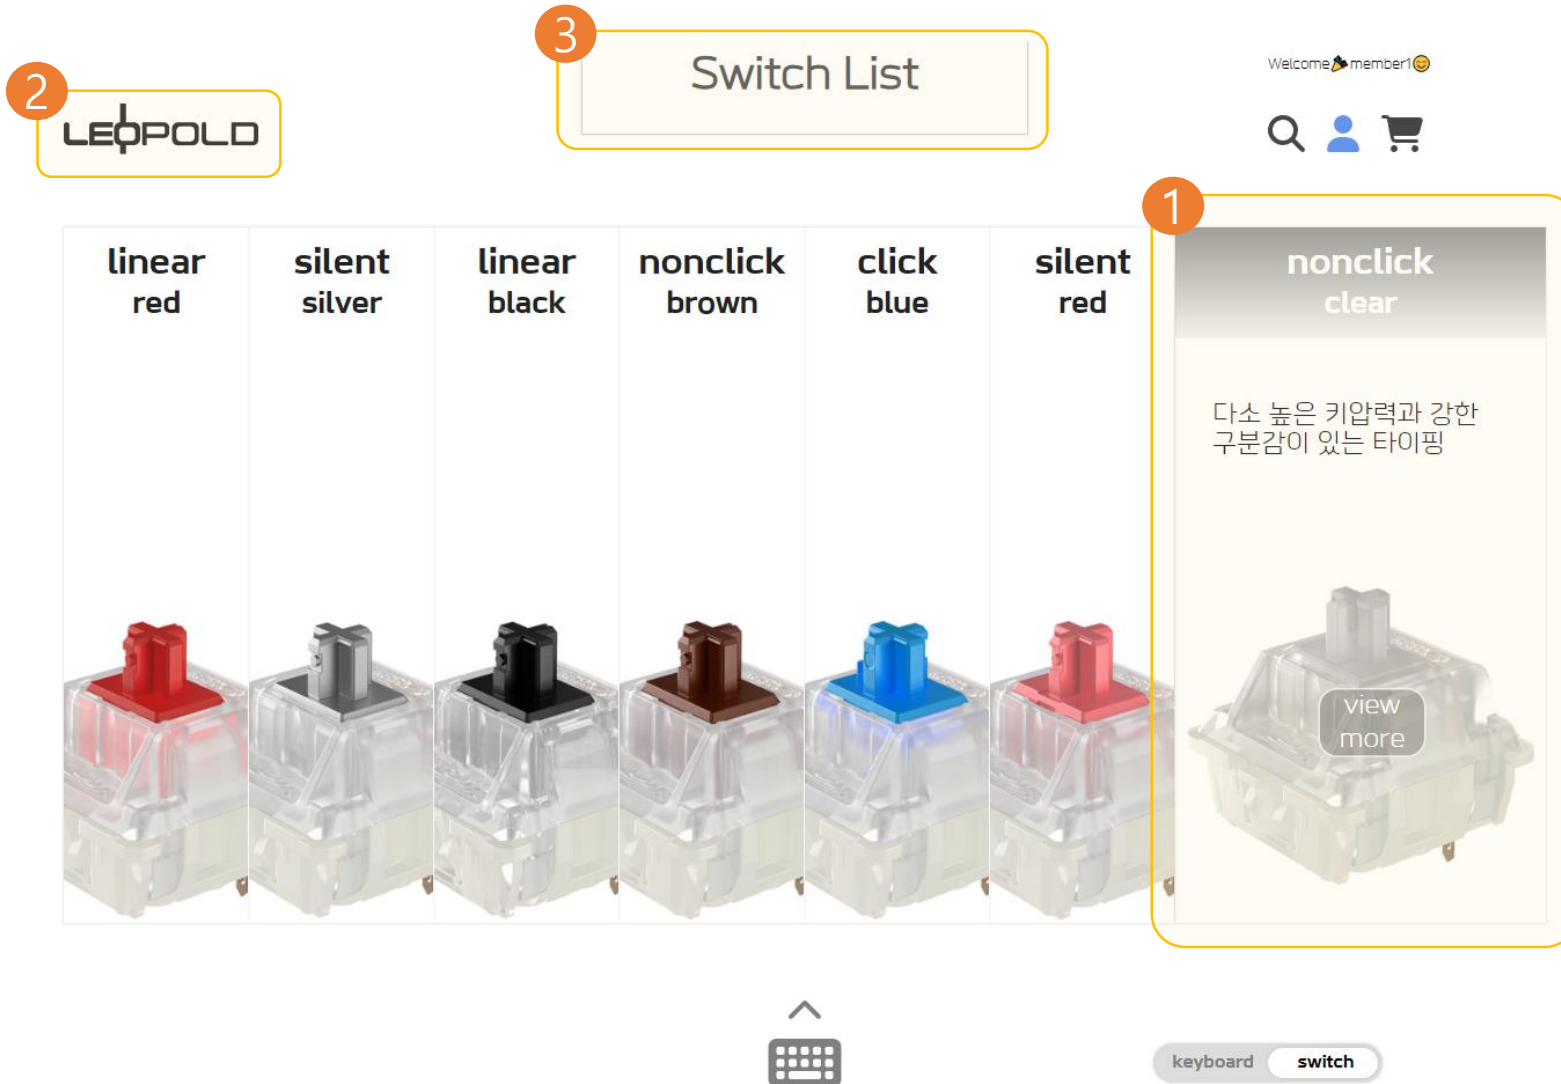 3
Switch List
Welcome🎉member1😊
2
LEOPOLD
1
linear
red
silent
silver
linear
black
nonclick
brown
click
blue
silent
red
nonclick
clear
다소 높은 키압력과 강한
구분감이 있는 타이핑
view
more
keyboard
switch